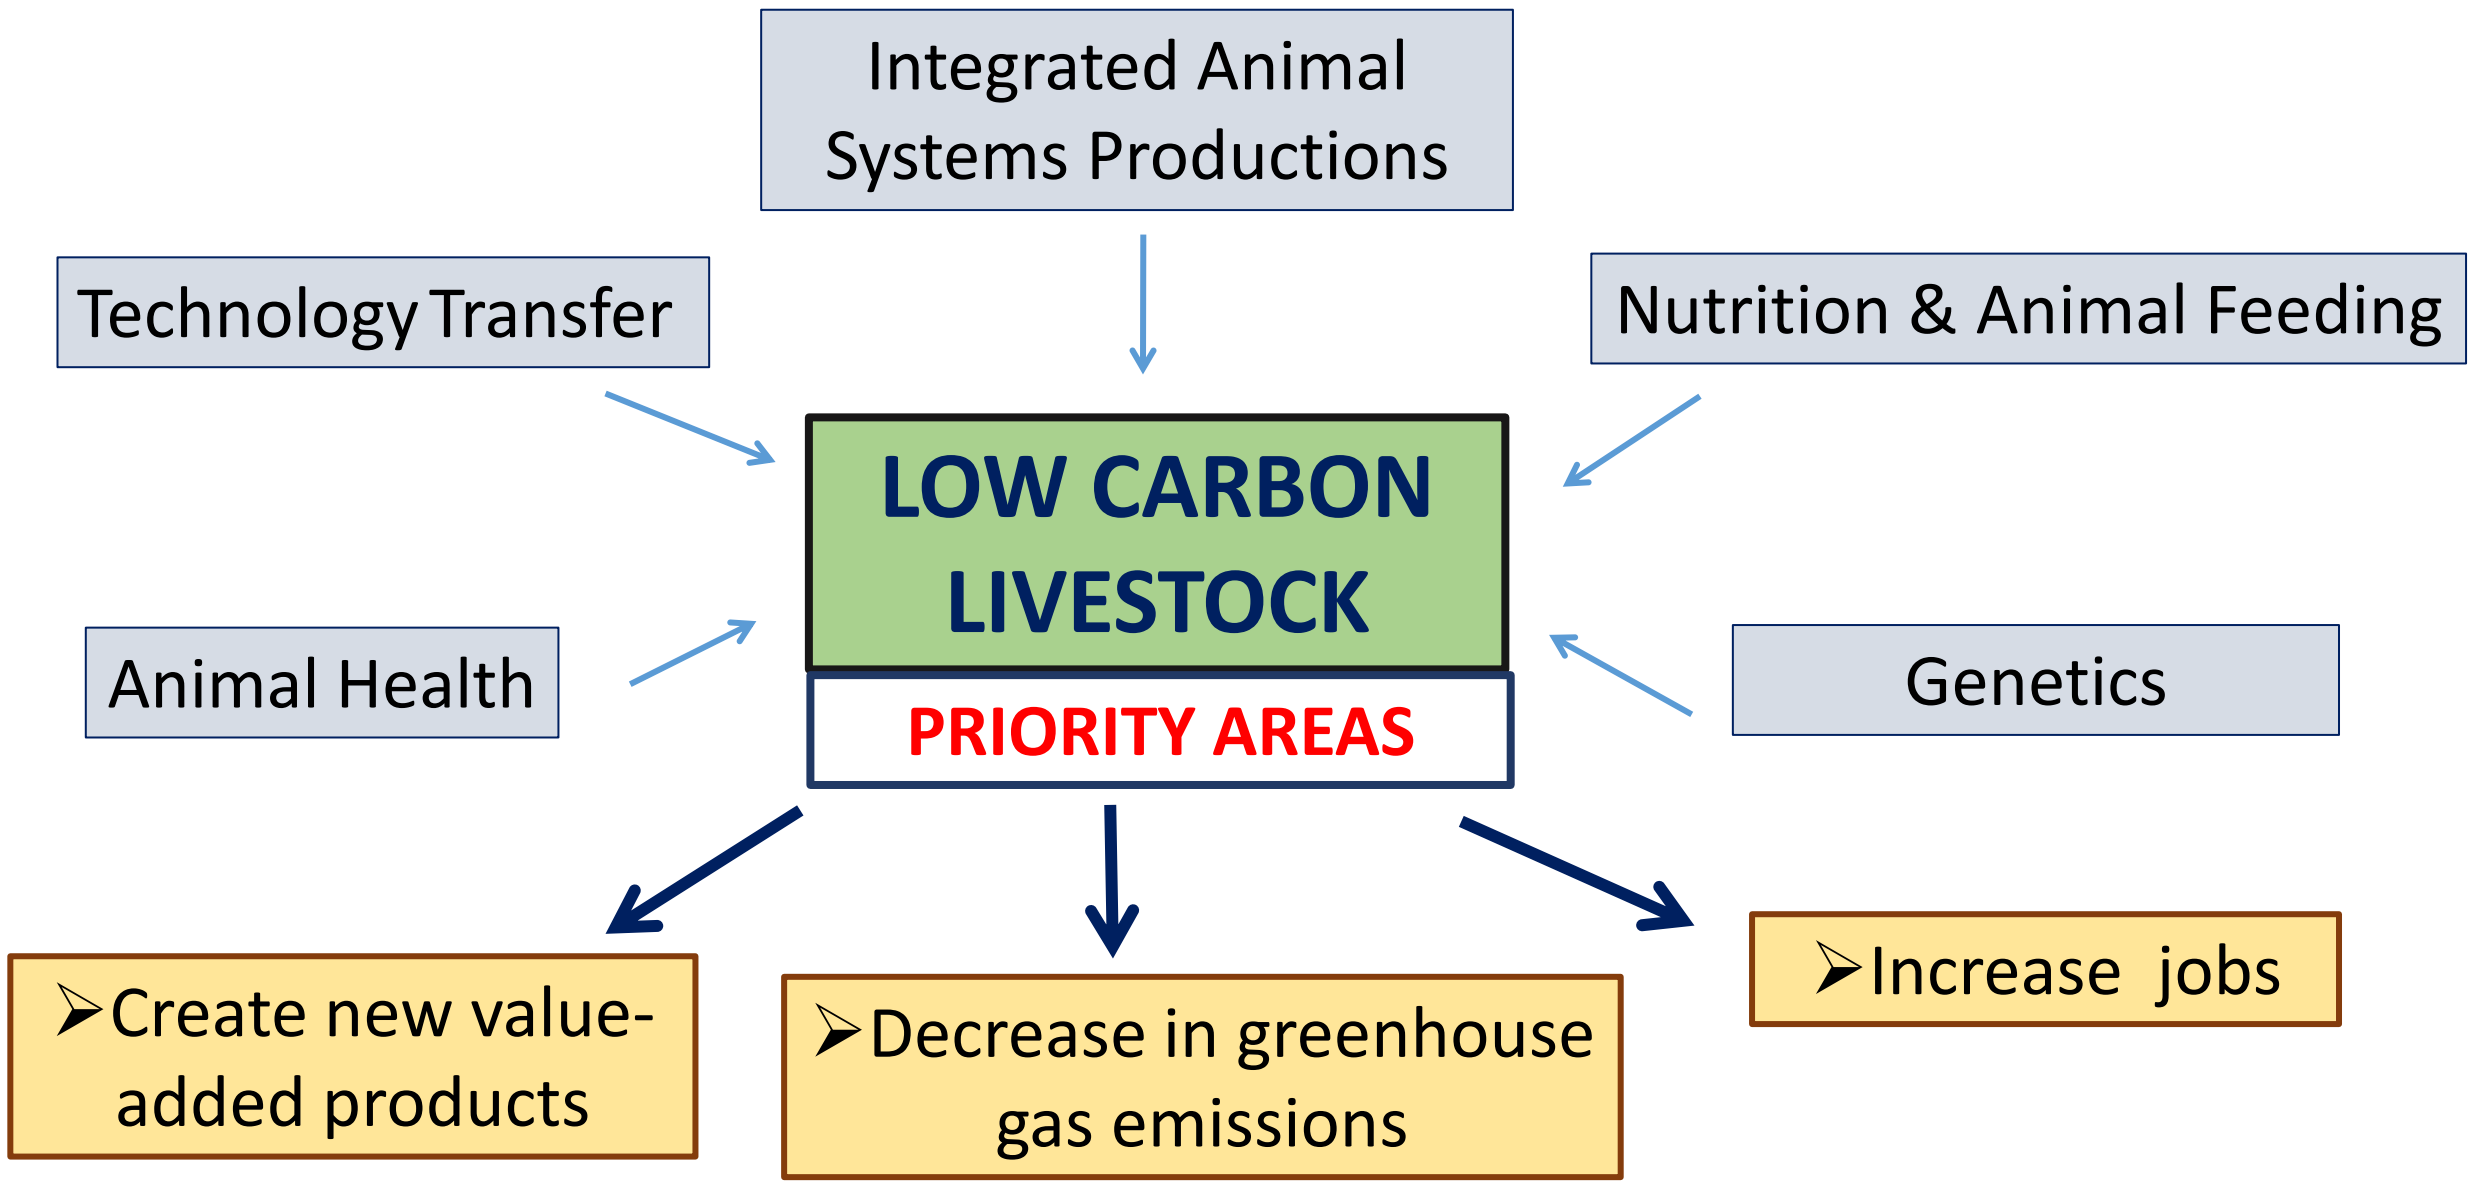 Integrated Animal
Systems Productions
Technology Transfer
Nutrition & Animal Feeding
LOW CARBON
LIVESTOCK
Animal Health
Genetics
PRIORITY AREAS
➢Create new value-
added products
➢Decrease in greenhouse
gas emissions
➢Increase  jobs